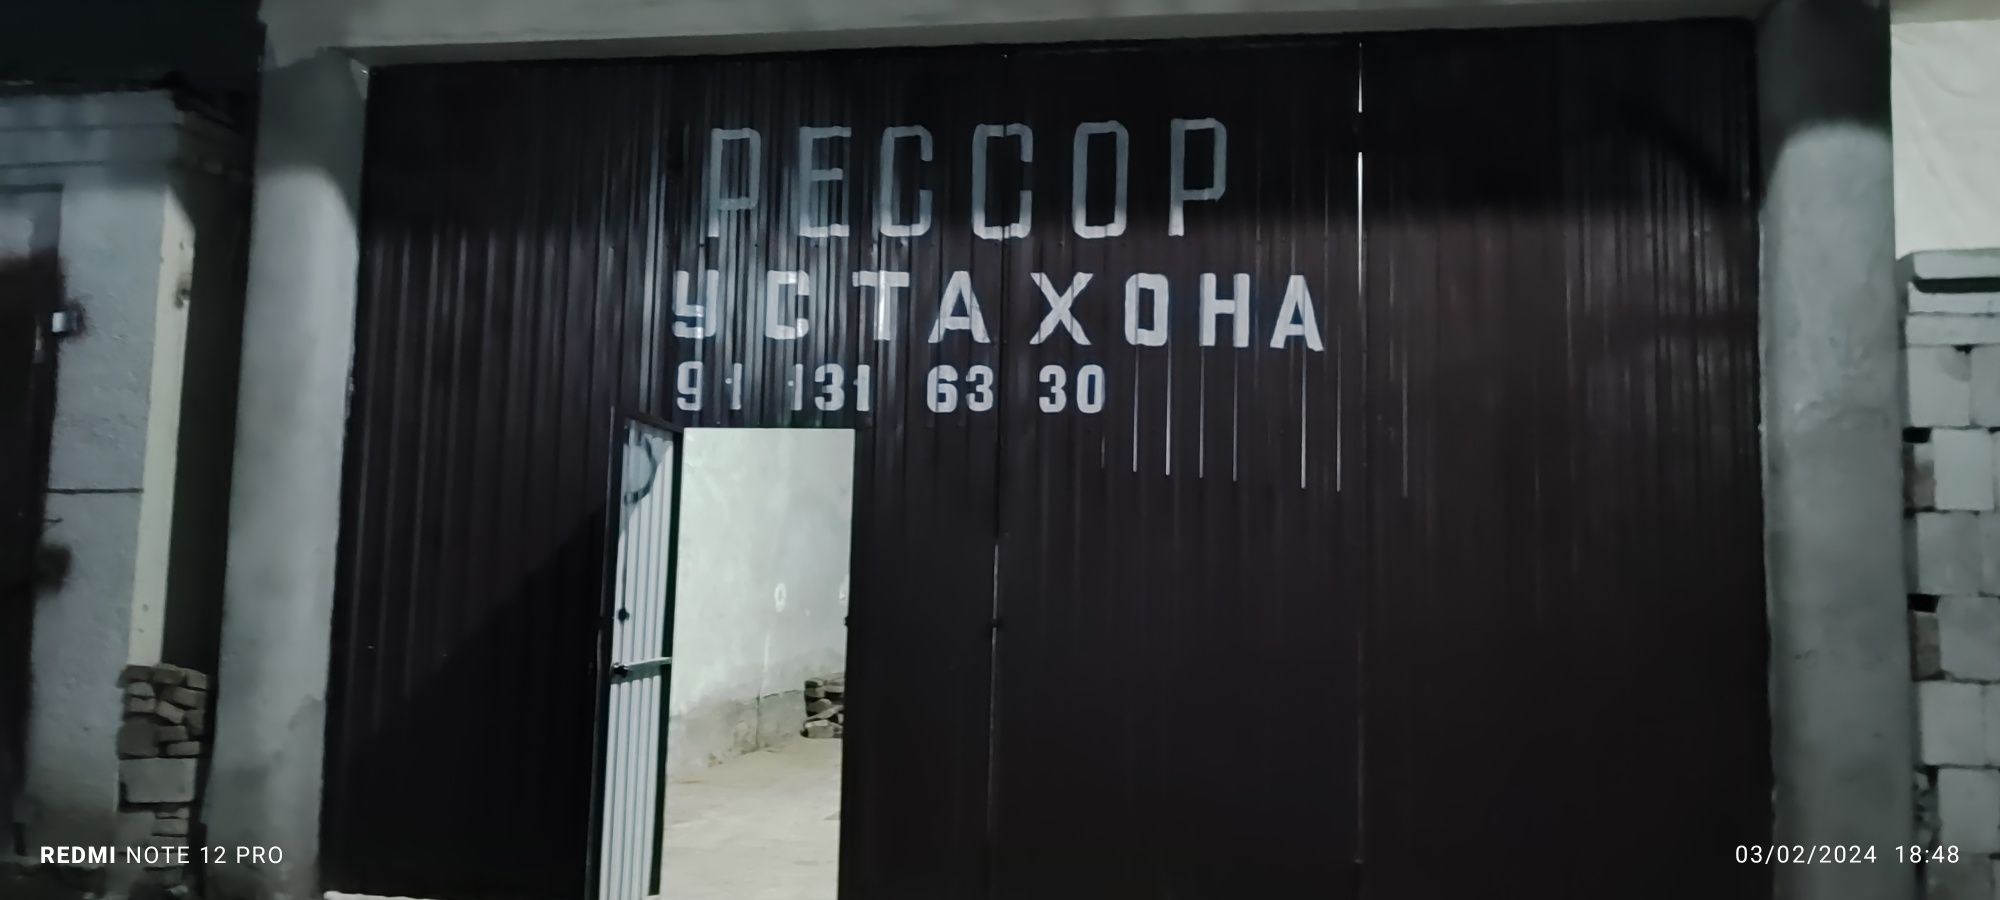 РЕССОР
УСТАХОНА
91 131 63 30
REDMI NOTE 12 PRO
03/02/2024 18:48